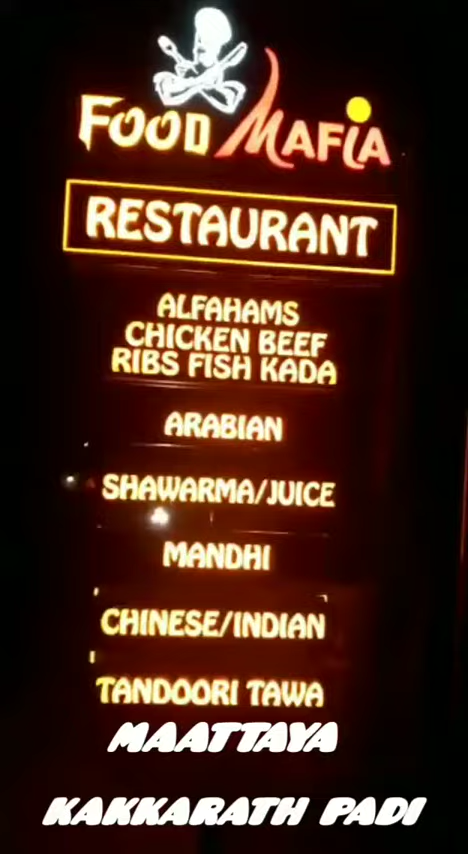 FOOD MAFIA
RESTAURANT
ALFAHAMS
CHICKEN BEEF
RIBS FISH KADA
ARABIAN
SHAWARMA/JUICE
MANDHI
CHINESE/INDIAN
TANDOORI TAWA
MAATTAYA
KAKKARATH PADI